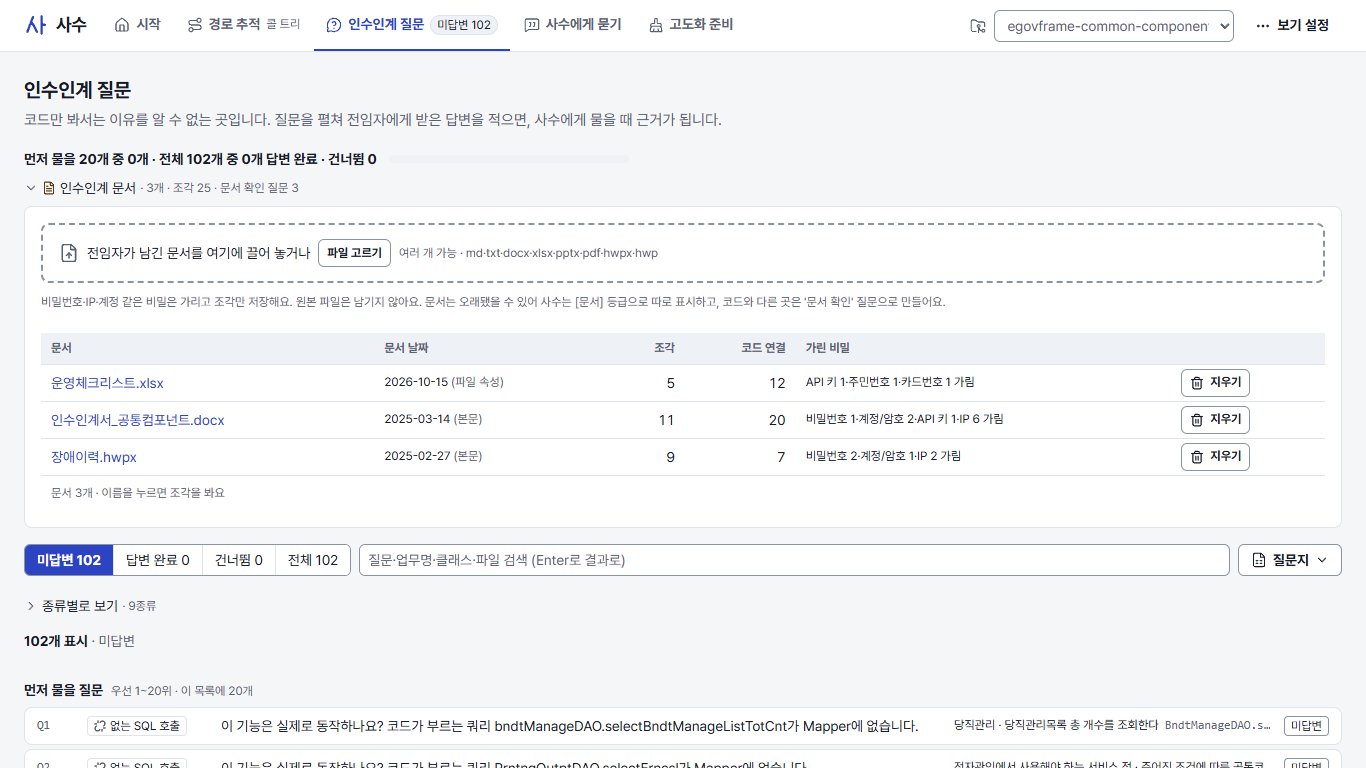 사수 시작 경로 추적 콜 트리 인수인계 질문 미답변 102 사수에게 묻기 고도화 준비 egovframe-common-component 보기 설정
인수인계 질문
코드만 봐서는 이유를 알 수 없는 곳입니다. 질문을 펼쳐 전임자에게 받은 답변을 적으면, 사수에게 물을 때 근거가 됩니다.
먼저 물을 20개 중 0개 · 전체 102개 중 0개 답변 완료 · 건너뜀 0
인수인계 문서 · 3개 · 조각 25 · 문서 확인 질문 3
전임자가 남긴 문서를 여기에 끌어 놓거나 파일 고르기 여러 개 가능 · md·txt·docx·xlsx·pptx·pdf·hwpx·hwp
비밀번호·IP·계정 같은 비밀은 가리고 조각만 저장해요. 원본 파일은 남기지 않아요. 문서는 오래됐을 수 있어 사수는 [문서] 등급으로 따로 표시하고, 코드와 다른 곳은 '문서 확인' 질문으로 만들어요.
문서 문서 날짜 조각 코드 연결 가린 비밀
운영체크리스트.xlsx 2026-10-15 (파일 속성) 5 12 API 키 1·주민번호 1·카드번호 1 가림 지우기
인수인계서_공통컴포넌트.docx 2025-03-14 (본문) 11 20 비밀번호 1·계정/암호 2·API 키 1·IP 6 가림 지우기
장애이력.hwpx 2025-02-27 (본문) 9 7 비밀번호 2·계정/암호 1·IP 2 가림 지우기
문서 3개 · 이름을 누르면 조각을 봐요
미답변 102 답변 완료 0 건너뜀 0 전체 102 질문·업무명·클래스·파일 검색 (Enter로 결과로) 질문지
종류별로 보기 · 9종류
102개 표시 · 미답변
먼저 물을 질문 우선 1~20위 · 이 목록에 20개
Q1 없는 SQL 호출 이 기능은 실제로 동작하나요? 코드가 부르는 쿼리 bndtManageDAO.selectBndtManageListTotCnt가 Mapper에 없습니다. 당직관리 · 당직관리목록 총 개수를 조회한다 BndtManageDAO.s… 미답변
Q2 없는 SQL 호출 이 기능은 실제로 동작하나요? 코드가 부르는 쿼리